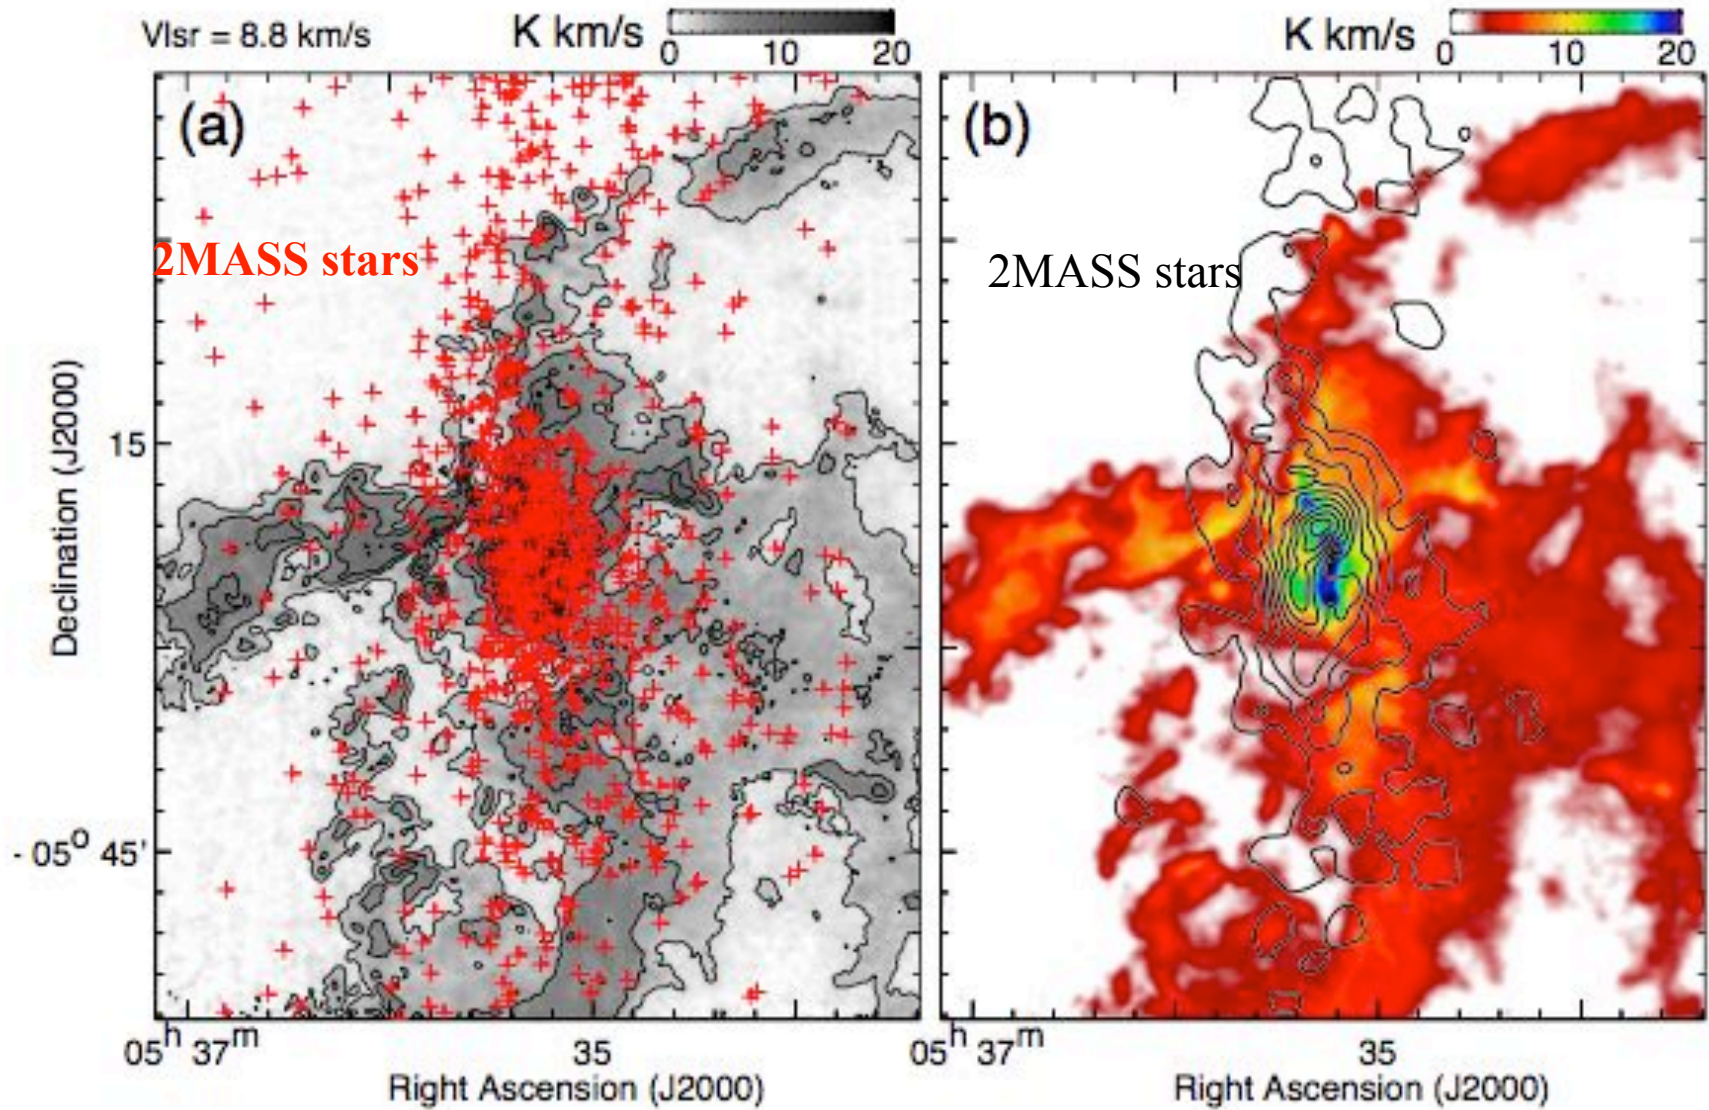 Vlsr = 8.8 km/s
K km/s
0 10 20
K km/s
0 10 20
(a)
(b)
2MASS stars
2MASS stars
Declination (J2000)
15
- 05o 45'
05h 37m
35
05h 37m
35
Right Ascension (J2000)
Right Ascension (J2000)